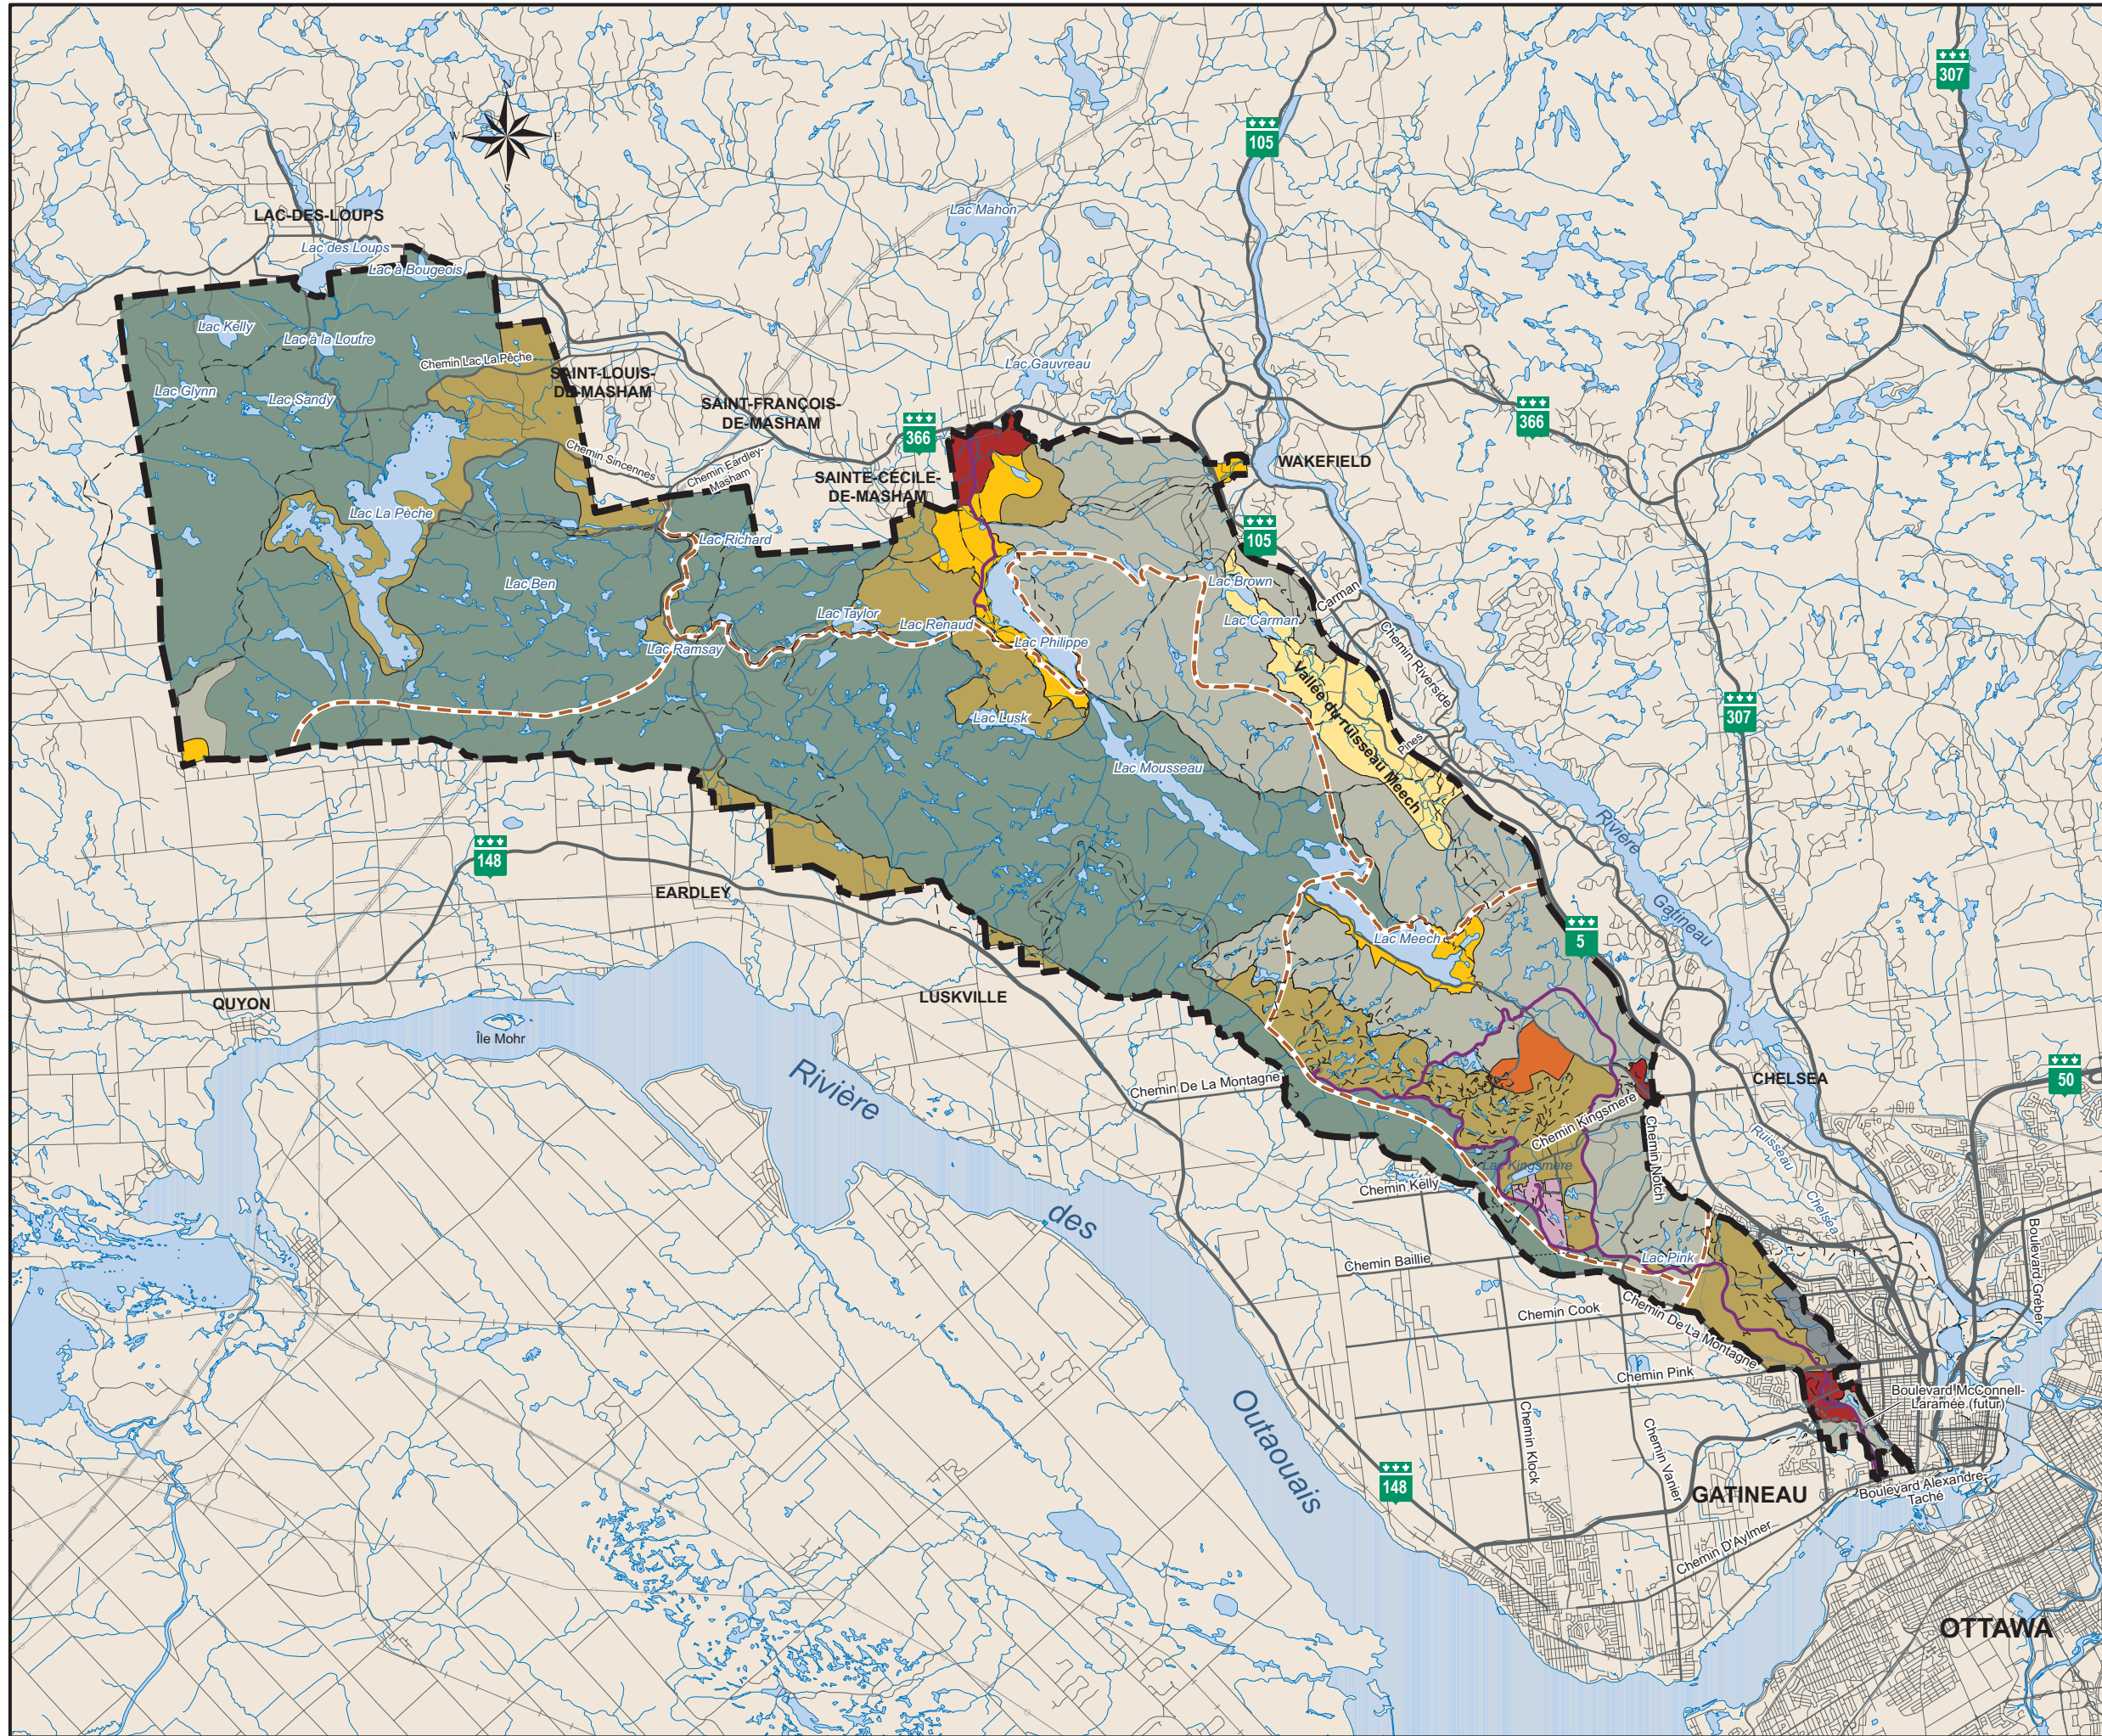 307
105
N
W
E
S
Lac Mahon
LAC-DES-LOUPS
Lac des Loups
Lac à Bougeois
Lac Kélly
Lac à la Loutre
Chemin Lac La Pêche
Lac Gauvreau
SAINT-LOUIS-
DE-MASHAM
Lac Glynn
Lac Sandy
SAINT-FRANÇOIS-
DE-MASHAM
366
366
Chemin Sincennes
Chemin Eardley-
Masham
SAINTE-CÉCILE-
DE-MASHAM
WAKEFIELD
Lac La Pêche
Lac Richard
105
Lac Ben
Lac Brown
Carman
Lac Taylor
Lac Renaud
Lac Carman
Lac Ramsay
Lac Philippe
Chemin Riverside
Vallée du ruisseau Meech
Lac Lusk
307
Pines
Lac Mousseau
Rivière
Gatineau
148
EARDLEY
Lac Meech
5
QUYON
LUSKVILLE
Île Mohr
Rivière
des
Outaouais
Chemin De La Montagne
CHELSEA
50
Chemin Kingsmere
Chemin Notch
Ruisseau
Chelsea
Lac Kingsmere
Chemin Kelly
Boulevard Gréber
Chemin Baillie
Lac Pink
Chemin Cook
Chemin De La Montagne
Chemin Pink
Boulevard McConnell-
Laramée (futur)
Chemin Klock
Chemin Vanier
148
GATINEAU
Boulevard Alexandre-
Taché
Chemin D'Aylmer
OTTAWA